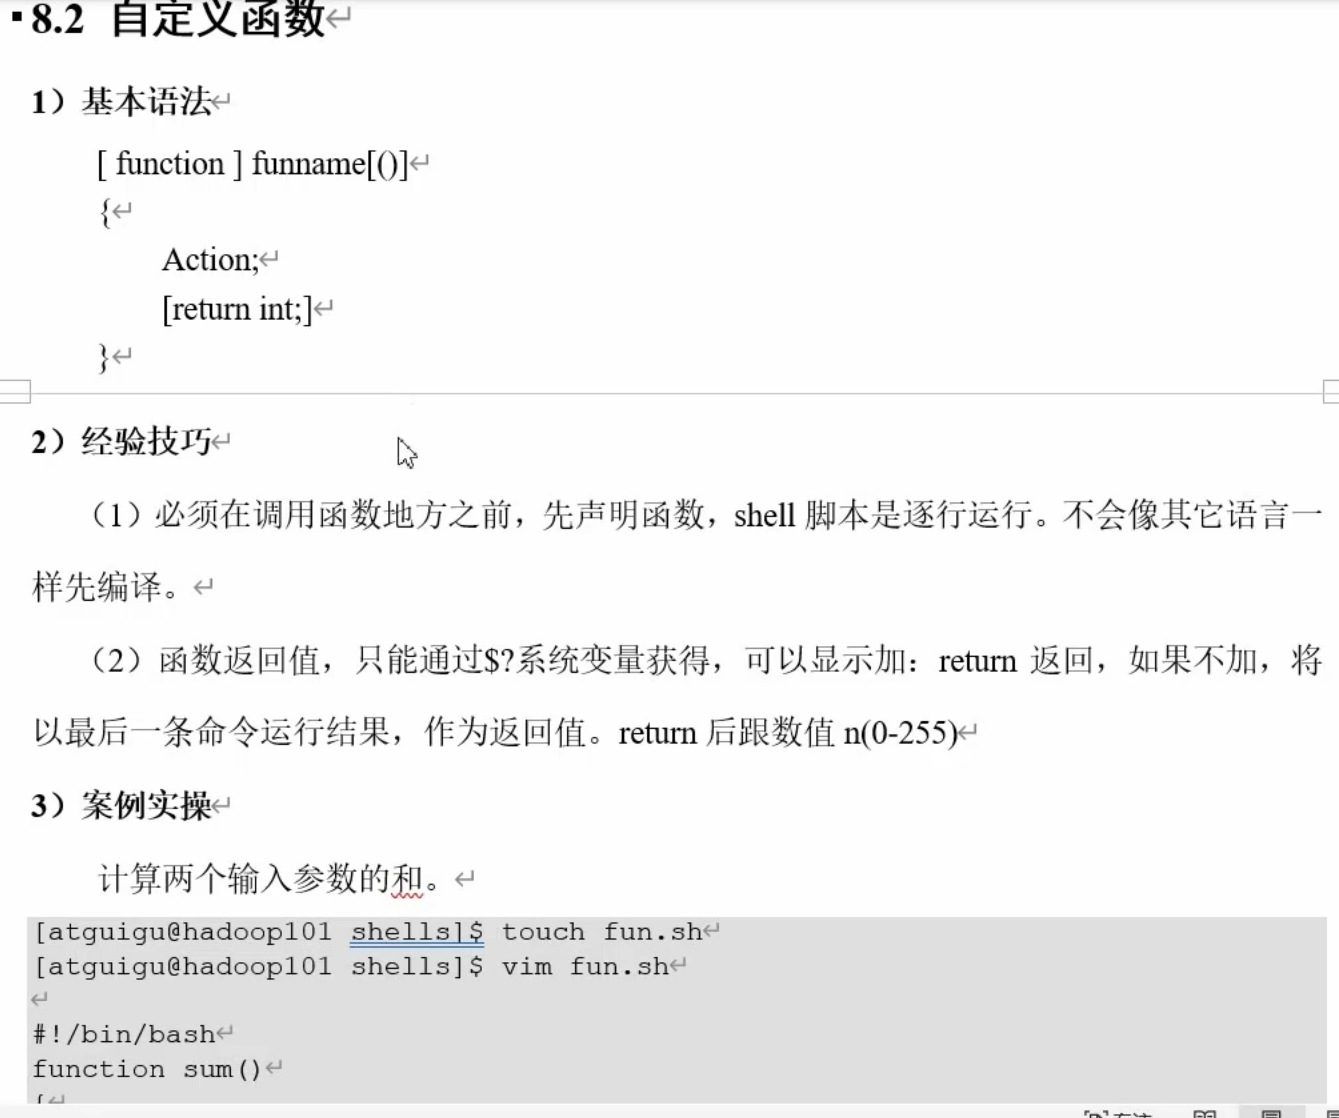 8.2 自定义函数
1）基本语法
[ function ] funname[()]
{
Action;
[return int;]
}
2）经验技巧
（1）必须在调用函数地方之前，先声明函数，shell 脚本是逐行运行。不会像其它语言一
样先编译。
（2）函数返回值，只能通过$?系统变量获得，可以显示加：return 返回，如果不加，将
以最后一条命令运行结果，作为返回值。return 后跟数值 n(0-255)
3）案例实操
计算两个输入参数的和。
[atguigu@hadoop101 shells]$ touch fun.sh
[atguigu@hadoop101 shells]$ vim fun.sh
#!/bin/bash
function sum()
{